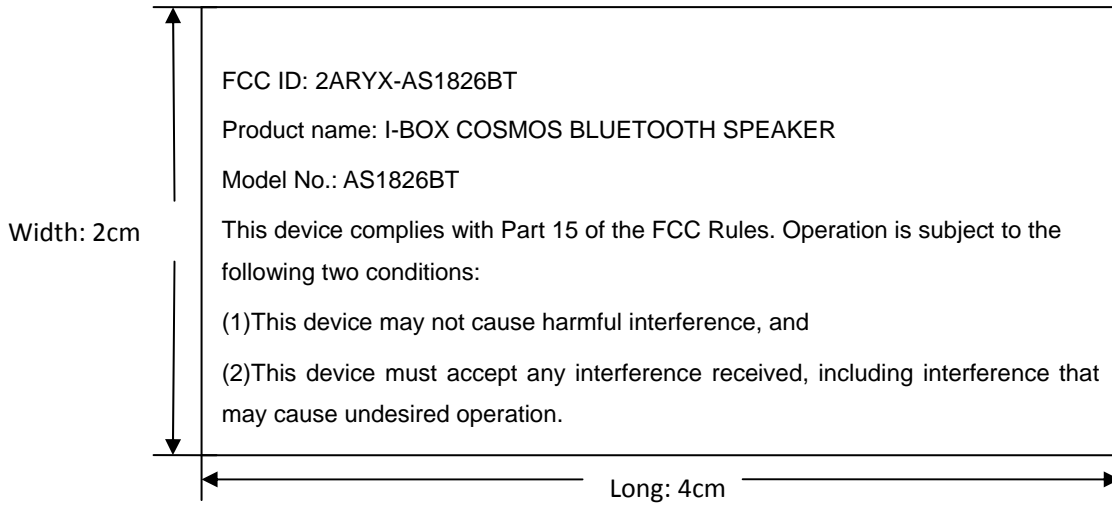 FCC ID: 2ARYX-AS1826BT
Product name: I-BOX COSMOS BLUETOOTH SPEAKER
Model No.: AS1826BT
Width: 2cm
This device complies with Part 15 of the FCC Rules. Operation is subject to the
following two conditions:
(1)This device may not cause harmful interference, and
(2)This device must accept any interference received, including interference that
may cause undesired operation.
Long: 4cm